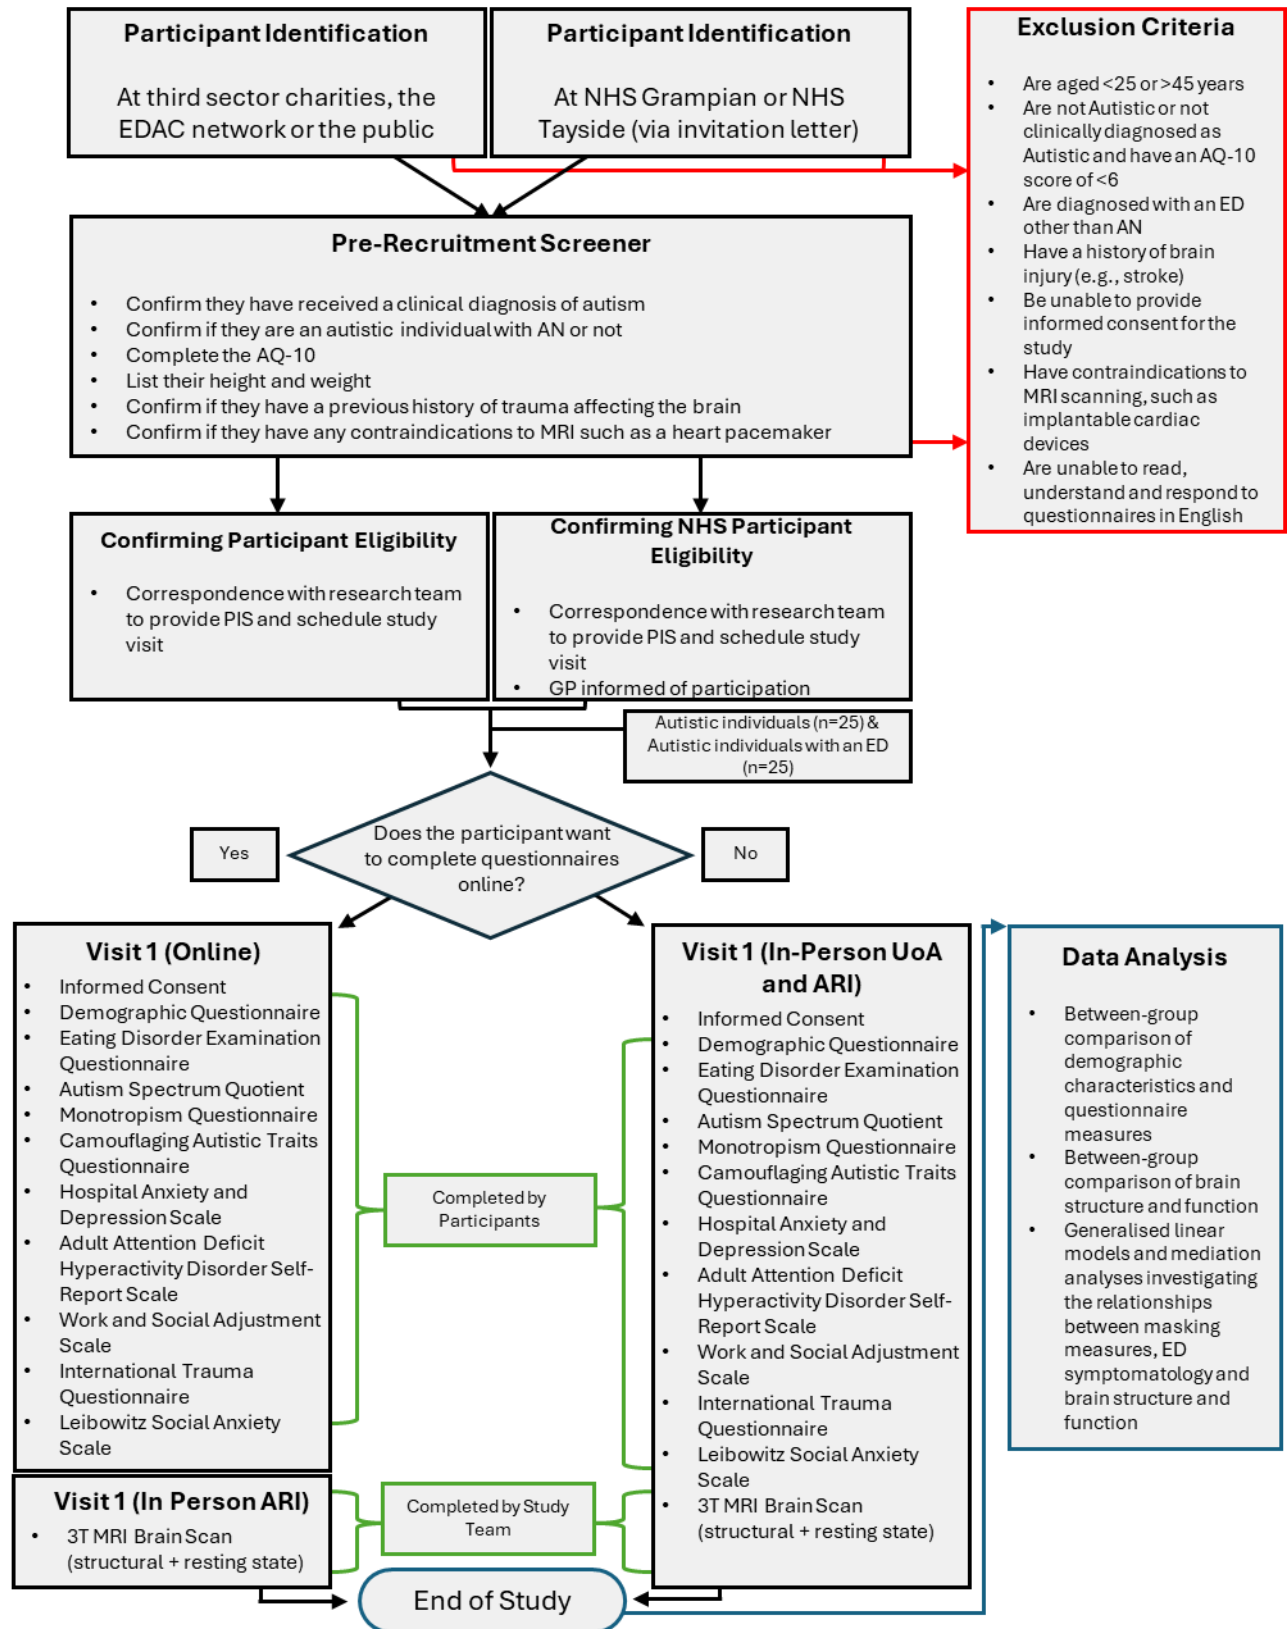 Participant Identification
At third sector charities, the
EDAC network or the public
Participant Identification
At NHS Grampian or NHS
Tayside (via invitation letter)
Exclusion Criteria
• Are aged <25 or >45 years
• Are not Autistic or not
clinically diagnosed as
Autistic and have an AQ-10
score of <6
• Are diagnosed with an ED
other than AN
• Have a history of brain
injury (e.g., stroke)
• Be unable to provide
informed consent for the
study
• Have contraindications to
MRI scanning, such as
implantable cardiac
devices
• Are unable to read,
understand and respond to
questionnaires in English
Pre-Recruitment Screener
• Confirm they have received a clinical diagnosis of autism
• Confirm if they are an autistic individual with AN or not
• Complete the AQ-10
• List their height and weight
• Confirm if they have a previous history of trauma affecting the brain
• Confirm if they have any contraindications to MRI such as a heart pacemaker
Confirming Participant Eligibility
• Correspondence with research team
to provide PIS and schedule study
visit
Confirming NHS Participant
Eligibility
• Correspondence with research team
to provide PIS and schedule study
visit
• GP informed of participation
Autistic individuals (n=25) &
Autistic individuals with an ED
(n=25)
Does the participant want
to complete questionnaires
online?
Yes
No
Visit 1 (Online)
• Informed Consent
• Demographic Questionnaire
• Eating Disorder Examination
Questionnaire
• Autism Spectrum Quotient
• Monotropism Questionnaire
• Camouflaging Autistic Traits
Questionnaire
• Hospital Anxiety and
Depression Scale
• Adult Attention Deficit
Hyperactivity Disorder Self-
Report Scale
• Work and Social Adjustment
Scale
• International Trauma
Questionnaire
• Leibowitz Social Anxiety
Scale
Visit 1 (In Person ARI)
• 3T MRI Brain Scan
(structural + resting state)
Completed by
Participants
Completed by Study
Team
Visit 1 (In-Person UoA
and ARI)
• Informed Consent
• Demographic Questionnaire
• Eating Disorder Examination
Questionnaire
• Autism Spectrum Quotient
• Monotropism Questionnaire
• Camouflaging Autistic Traits
Questionnaire
• Hospital Anxiety and
Depression Scale
• Adult Attention Deficit
Hyperactivity Disorder Self-
Report Scale
• Work and Social Adjustment
Scale
• International Trauma
Questionnaire
• Leibowitz Social Anxiety
Scale
• 3T MRI Brain Scan
(structural + resting state)
End of Study
Data Analysis
• Between-group
comparison of
demographic
characteristics and
questionnaire
measures
• Between-group
comparison of brain
structure and function
• Generalised linear
models and mediation
analyses investigating
the relationships
between masking
measures, ED
symptomatology and
brain structure and
function